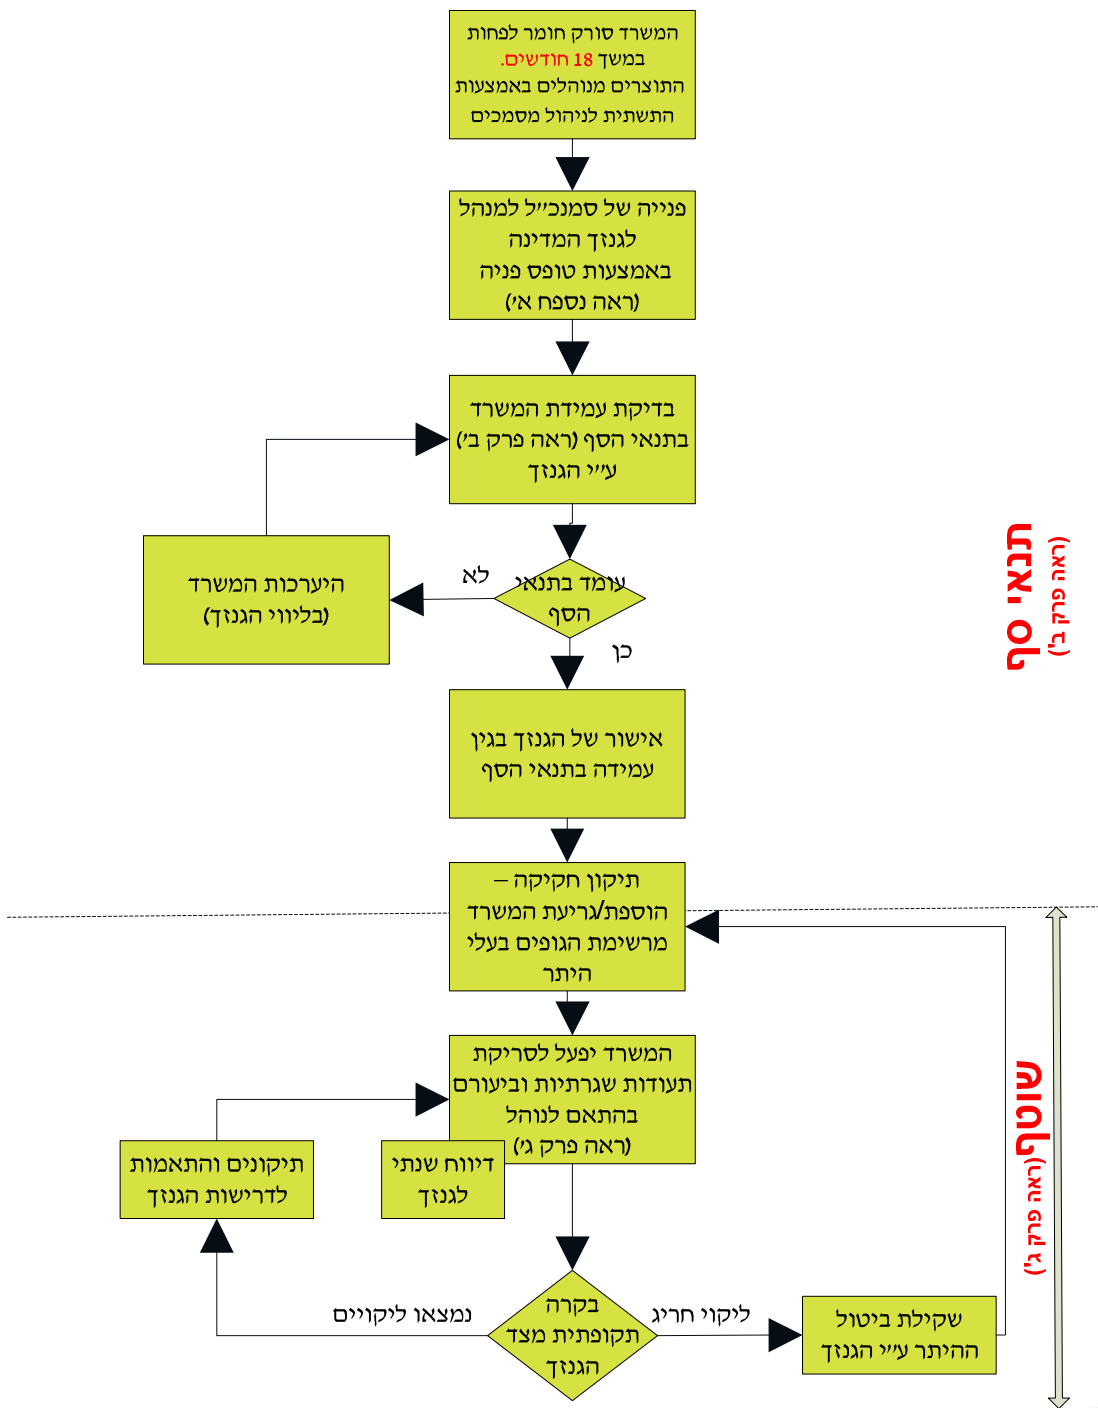 המשרד סורק חומר לפחות
במשך 18 חודשים.
התוצרים מנוהלים באמצעות
התשתית לניהול מסמכים
פנייה של סמנכ״ל למנהל
לגנזך המדינה
באמצעות טופס פניה
(ראה נספח א׳)
בדיקת עמידת המשרד
בתנאי הסף (ראה פרק ב׳)
ע״י הגנזך
עומד בתנאי
הסף
לא
היערכות המשרד
(בליווי הגנזך)
כן
אישור של הגנזך בגין
עמידה בתנאי הסף
תנאי סף
(ראה פרק ב')
תיקון חקיקה –
הוספת/גריעת המשרד
מרשימת הגופים בעלי
היתר
המשרד יפעל לסריקת
תעודות שגרתיות וביעורם
בהתאם לנוהל
(ראה פרק ג׳)
דיווח שנתי
לגנזך
תיקונים והתאמות
לדרישות הגנזך
בקרה
תקופתית מצד
הגנזך
נמצאו ליקויים
ליקוי חריג
שקילת ביטול
ההיתר ע״י הגנזך
שוטף
(ראה פרק ג')